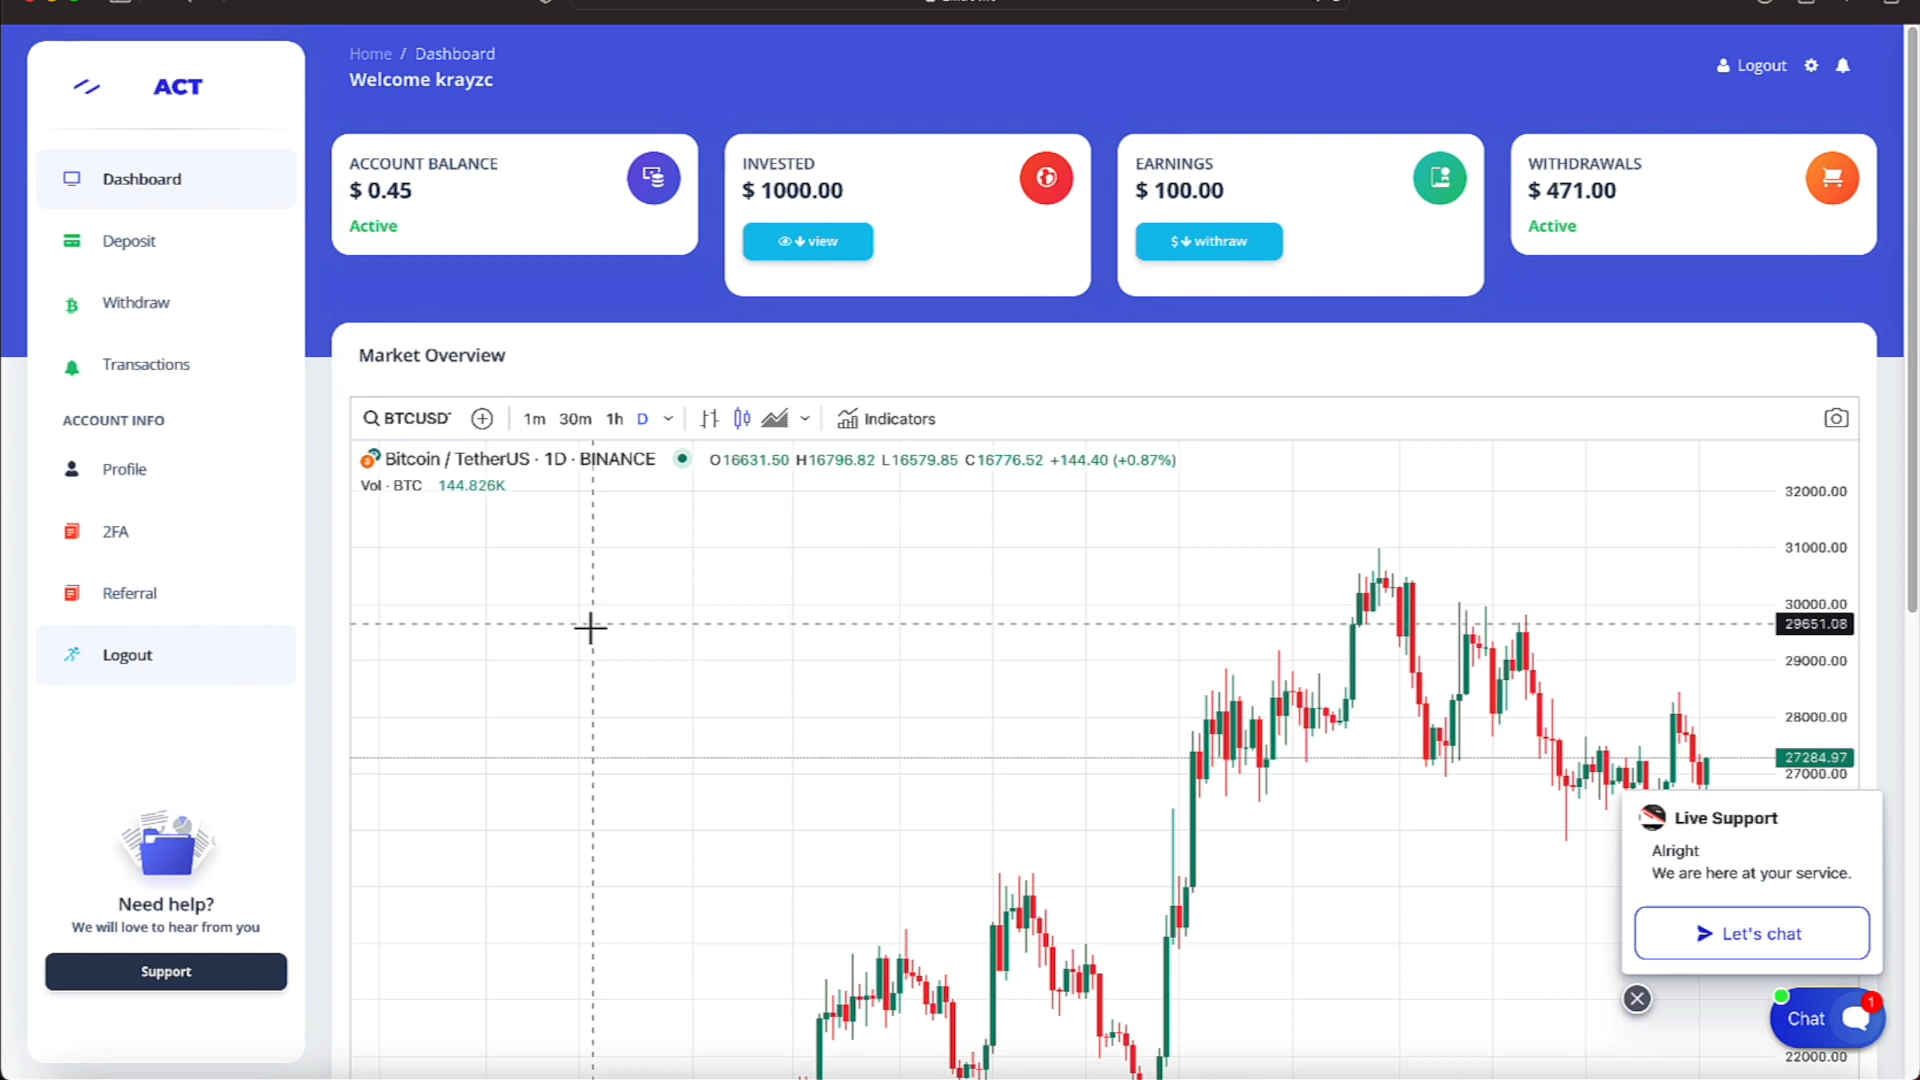 ACT
Dashboard
Deposit
Withdraw
Transactions
ACCOUNT INFO
Profile
2FA
Referral
Logout
Need help?
We will love to hear from you
Support
Home / Dashboard
Welcome krayzc
Logout
ACCOUNT BALANCE
$ 0.45
Active
INVESTED
$ 1000.00
view
EARNINGS
$ 100.00
$ withraw
WITHDRAWALS
$ 471.00
Active
Market Overview
BTCUSDT
1m 30m 1h D
Indicators
Bitcoin / TetherUS · 1D · BINANCE
O16631.50 H16796.82 L16579.85 C16776.52 +144.40 (+0.87%)
Vol · BTC 144.826K
32000.00
31000.00
30000.00
29651.08
29000.00
28000.00
27284.97
27000.00
22000.00
Live Support
Alright
We are here at your service.
Let's chat
Chat
1